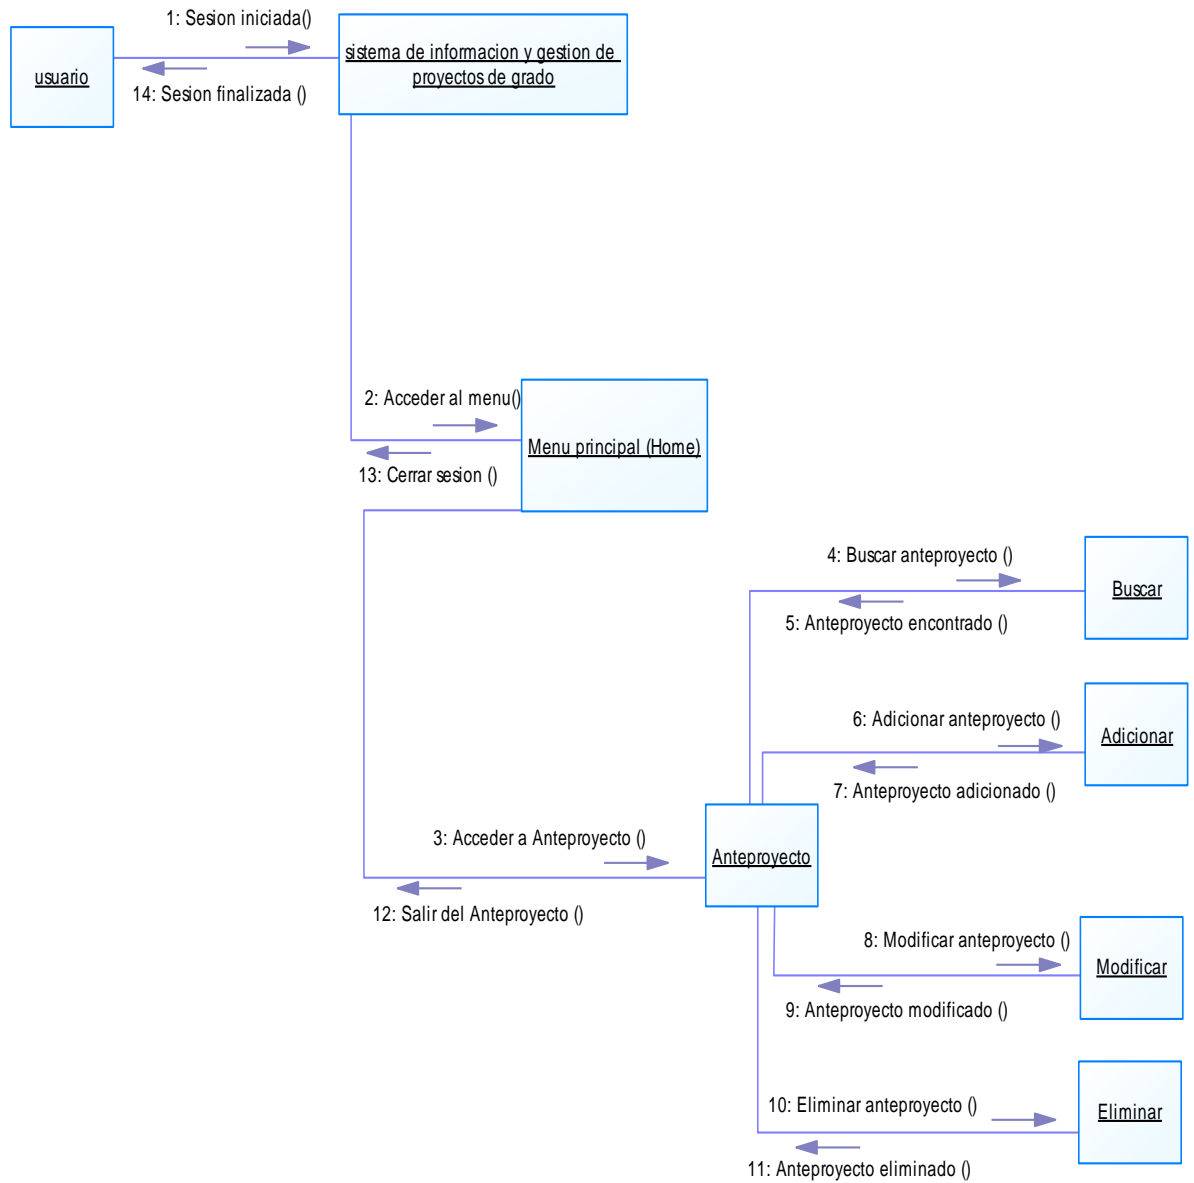 1: Sesion iniciada()
usuario
sistema de informacion y gestion de
proyectos de grado
14: Sesion finalizada ()
2: Acceder al menu()
Menu principal (Home)
13: Cerrar sesion ()
4: Buscar anteproyecto ()
Buscar
5: Anteproyecto encontrado ()
6: Adicionar anteproyecto ()
Adicionar
7: Anteproyecto adicionado ()
3: Acceder a Anteproyecto ()
Anteproyecto
12: Salir del Anteproyecto ()
8: Modificar anteproyecto ()
Modificar
9: Anteproyecto modificado ()
10: Eliminar anteproyecto ()
Eliminar
11: Anteproyecto eliminado ()